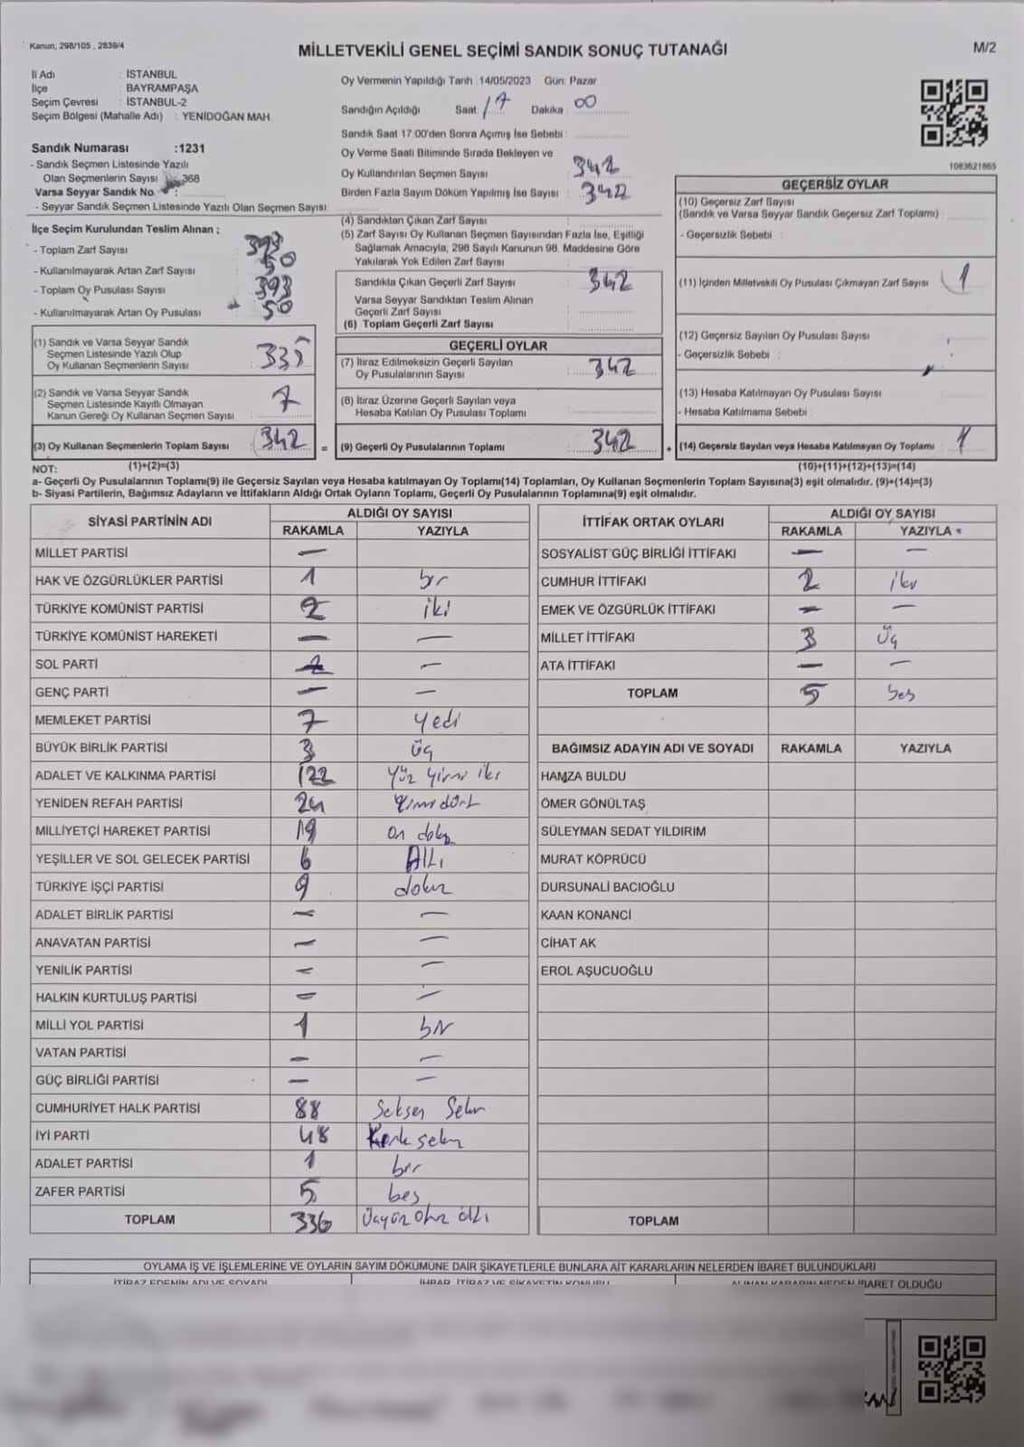 Kanun, 298/105 , 2839/4
MİLLETVEKİLİ GENEL SEÇİMİ SANDIK SONUÇ TUTANAĞI
M/2
İl Adı : İSTANBUL
İlçe : BAYRAMPAŞA
Seçim Çevresi : İSTANBUL-2
Seçim Bölgesi (Mahalle Adı) : YENİDOĞAN MAH.
Sandık Numarası :1231
- Sandık Seçmen Listesinde Yazılı
Olan Seçmenlerin Sayısı : 368
Varsa Seyyar Sandık No :
- Seyyar Sandık Seçmen Listesinde Yazılı Olan Seçmen Sayısı :
İlçe Seçim Kurulundan Teslim Alınan ;
- Toplam Zarf Sayısı : 393
- Kullanılmayarak Artan Zarf Sayısı : 50
- Toplam Oy Pusulası Sayısı : 393
- Kullanılmayarak Artan Oy Pusulası : 50
(1) Sandık ve Varsa Seyyar Sandık
Seçmen Listesinde Yazılı Olup
Oy Kullanan Seçmenlerin Sayısı : 335
(2) Sandık ve Varsa Seyyar Sandık
Seçmen Listesinde Kayıtlı Olmayan
Kanun Gereği Oy Kullanan Seçmen Sayısı : 7
(3) Oy Kullanan Seçmenlerin Toplam Sayısı : 342
Oy Vermenin Yapıldığı Tarih :14/05/2023 Gün: Pazar
Sandığın Açıldığı Saat: 17 Dakika : 00
Sandık Saat 17:00'den Sonra Açımış İse Sebebi :
Oy Verme Saati Bitiminde Sırada Bekleyen ve
Oy Kullandırılan Seçmen Sayısı : 342
Birden Fazla Sayım Döküm Yapılmış İse Sayısı : 342
(4) Sandıktan Çıkan Zarf Sayısı :
(5) Zarf Sayısı Oy Kullanan Seçmen Sayısından Fazla İse, Eşitliği
Sağlamak Amacıyla, 298 Sayılı Kanunun 98. Maddesine Göre
Yakılarak Yok Edilen Zarf Sayısı :
Sandıkta Çıkan Geçerli Zarf Sayısı : 342
Varsa Seyyar Sandıktan Teslim Alınan
Geçerli Zarf Sayısı :
(6) Toplam Geçerli Zarf Sayısı :
GEÇERLİ OYLAR
(7) İtiraz Edilmeksizin Geçerli Sayılan
Oy Pusulalarının Sayısı : 342
(8) İtiraz Üzerine Geçerli Sayılan veya
Hesaba Katılan Oy Pusulası Toplamı :
= (9) Geçerli Oy Pusulalarının Toplamı : 342 +
1083621865
GEÇERSİZ OYLAR
(10) Geçersiz Zarf Sayısı
(Sandık ve Varsa Seyyar Sandık Geçersiz Zarf Toplamı) :
- Geçersizlik Sebebi :
(11) İçinden Milletvekili Oy Pusulası Çıkmayan Zarf Sayısı : 1
(12) Geçersiz Sayılan Oy Pusulası Sayısı :
- Geçersizlik Sebebi :
(13) Hesaba Katılmayan Oy Pusulası Sayısı :
- Hesaba Katılmama Sebebi :
(14) Geçersiz Sayılan veya Hesaba Katılmayan Oy Toplamı : 1
NOT: (1)+(2)=(3) (10)+(11)+(12)+(13)=(14)
a- Geçerli Oy Pusulalarının Toplamı(9) ile Geçersiz Sayılan veya Hesaba katılmayan Oy Toplamı(14) Toplamları, Oy Kullanan Seçmenlerin Toplam Sayısına(3) eşit olmalıdır. (9)+(14)=(3)
b- Siyasi Partilerin, Bağımsız Adayların ve İttifakların Aldığı Ortak Oyların Toplamı, Geçerli Oy Pusulalarının Toplamına(9) eşit olmalıdır.
SİYASİ PARTİNİN ADI ALDIĞI OY SAYISI
RAKAMLA YAZIYLA
MİLLET PARTİSİ —
HAK VE ÖZGÜRLÜKLER PARTİSİ 1 bir
TÜRKİYE KOMÜNİST PARTİSİ 2 iki
TÜRKİYE KOMÜNİST HAREKETİ — —
SOL PARTİ —
GENÇ PARTİ — —
MEMLEKET PARTİSİ 7 yedi
BÜYÜK BİRLİK PARTİSİ 3 üç
ADALET VE KALKINMA PARTİSİ 122 yüz yirmi iki
YENİDEN REFAH PARTİSİ 24 yirmi dört
MİLLİYETÇİ HAREKET PARTİSİ 19 on dokuz
YEŞİLLER VE SOL GELECEK PARTİSİ 6 Altı
TÜRKİYE İŞÇİ PARTİSİ 9 dokuz
ADALET BİRLİK PARTİSİ — —
ANAVATAN PARTİSİ — —
YENİLİK PARTİSİ — —
HALKIN KURTULUŞ PARTİSİ — —
MİLLİ YOL PARTİSİ 1 bir
VATAN PARTİSİ — —
GÜÇ BİRLİĞİ PARTİSİ — —
CUMHURİYET HALK PARTİSİ 88 Seksen Sekiz
İYİ PARTİ 48 Kırk sekiz
ADALET PARTİSİ 1 bir
ZAFER PARTİSİ 5 beş
TOPLAM 336 Üçyüz Otuz altı
İTTİFAK ORTAK OYLARI ALDIĞI OY SAYISI
RAKAMLA YAZIYLA
SOSYALİST GÜÇ BİRLİĞİ İTTİFAKI — —
CUMHUR İTTİFAKI 2 iki
EMEK VE ÖZGÜRLÜK İTTİFAKI — —
MİLLET İTTİFAKI 3 üç
ATA İTTİFAKI — —
TOPLAM 5 beş
BAĞIMSIZ ADAYIN ADI VE SOYADI RAKAMLA YAZIYLA
HAMZA BULDU
ÖMER GÖNÜLTAŞ
SÜLEYMAN SEDAT YILDIRIM
MURAT KÖPRÜCÜ
DURSUNALİ BACIOĞLU
KAAN KONANCİ
CİHAT AK
EROL AŞUCUOĞLU
TOPLAM
OYLAMA İŞ VE İŞLEMLERİNE VE OYLARIN SAYIM DÖKÜMÜNE DAİR ŞİKAYETLERLE BUNLARA AİT KARARLARIN NELERDEN İBARET BULUNDUKLARI
İTİRAZ EDENİN ADI VE SOYADI İHBAR, İTİRAZ VE ŞİKAYETİN KONUSU ALINAN KARARIN NEDEN İBARET OLDUĞU